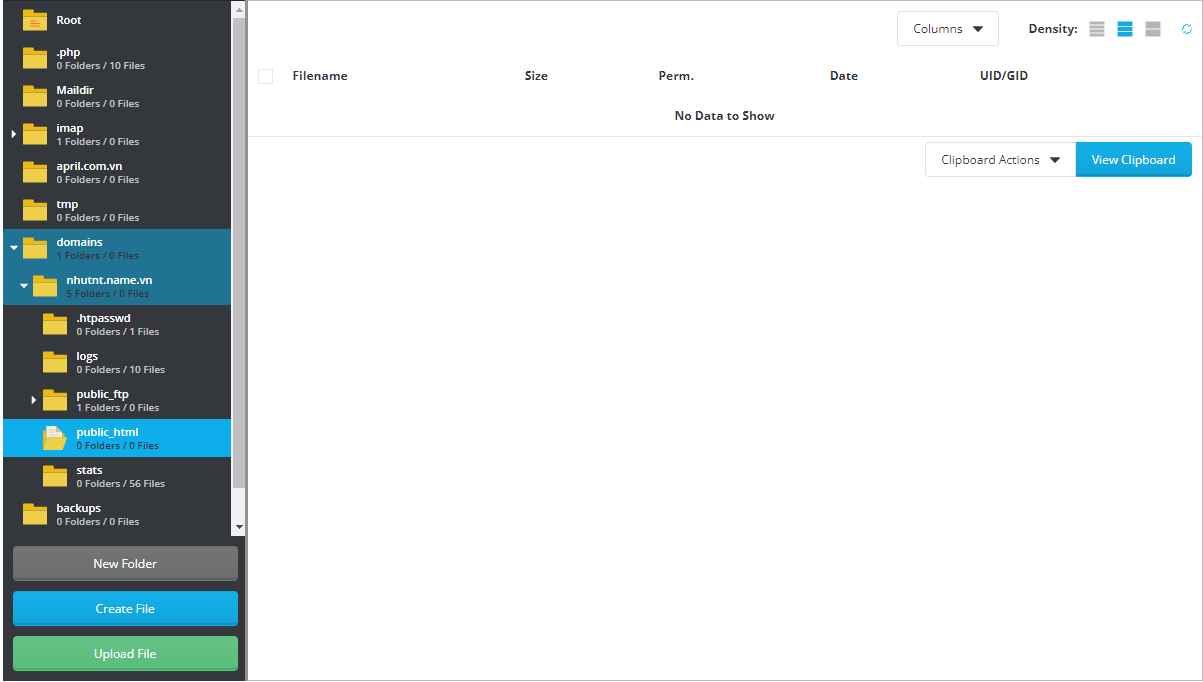 Root
.php
0 Folders / 10 Files
Maildir
0 Folders / 0 Files
imap
1 Folders / 0 Files
april.com.vn
0 Folders / 0 Files
tmp
0 Folders / 0 Files
domains
1 Folders / 0 Files
nhutnt.name.vn
5 Folders / 0 Files
.htpasswd
0 Folders / 1 Files
logs
0 Folders / 10 Files
public_ftp
1 Folders / 0 Files
public_html
0 Folders / 0 Files
stats
0 Folders / 56 Files
backups
0 Folders / 0 Files
New Folder
Create File
Upload File
Columns Density:
Filename Size Perm. Date UID/GID
No Data to Show
Clipboard Actions View Clipboard